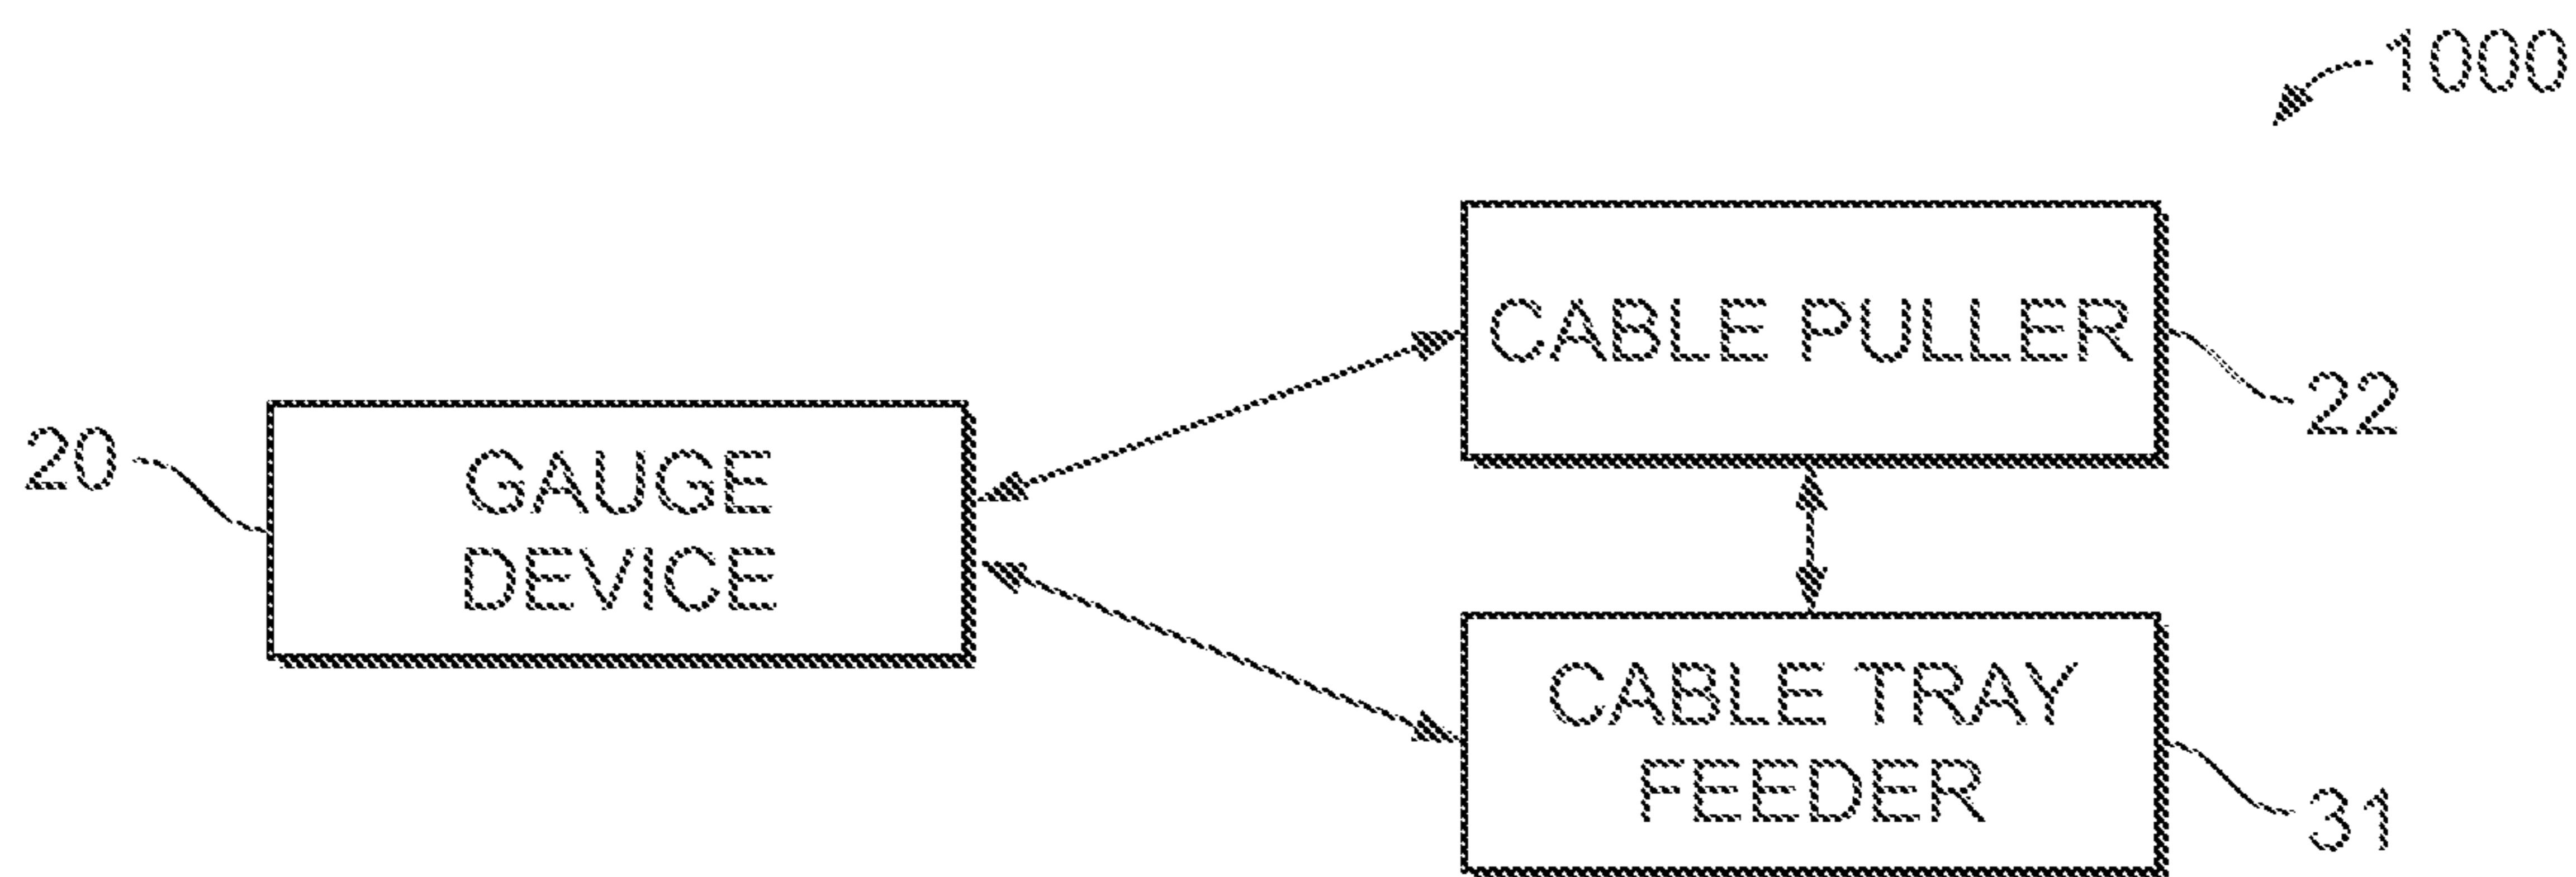 1000
CABLE PULLER
22
20
GAUGE
DEVICE
CABLE TRAY
FEEDER
31